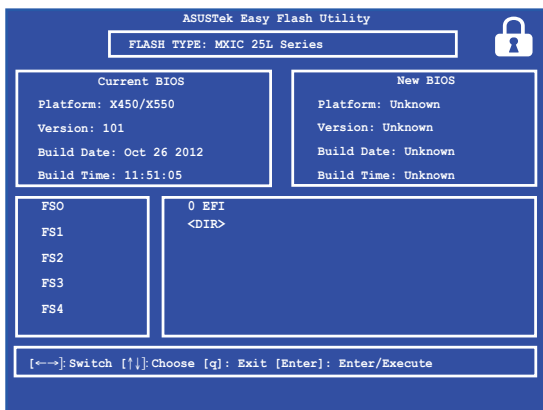 ASUSTek Easy Flash Utility
FLASH TYPE: MXIC 25L Series
Current BIOS
Platform: X450/X550
Version: 101
Build Date: Oct 26 2012
Build Time: 11:51:05
New BIOS
Platform: Unknown
Version: Unknown
Build Date: Unknown
Build Time: Unknown
FSO
FS1
FS2
FS3
FS4
0 EFI
<DIR>
[←→]: Switch [↑↓]: Choose [q]: Exit [Enter]: Enter/Execute